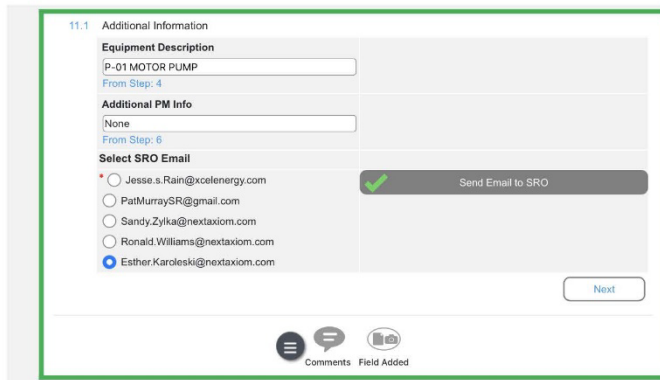 11.1 Additional Information
Equipment Description
P-01 MOTOR PUMP
From Step: 4
Additional PM Info
None
From Step: 6
Select SRO Email
* Jesse.s.Rain@xcelenergy.com
Send Email to SRO
PatMurraySR@gmail.com
Sandy.Zylka@nextaxiom.com
Ronald.Williams@nextaxiom.com
Esther.Karoleski@nextaxiom.com
Next
Comments Field Added